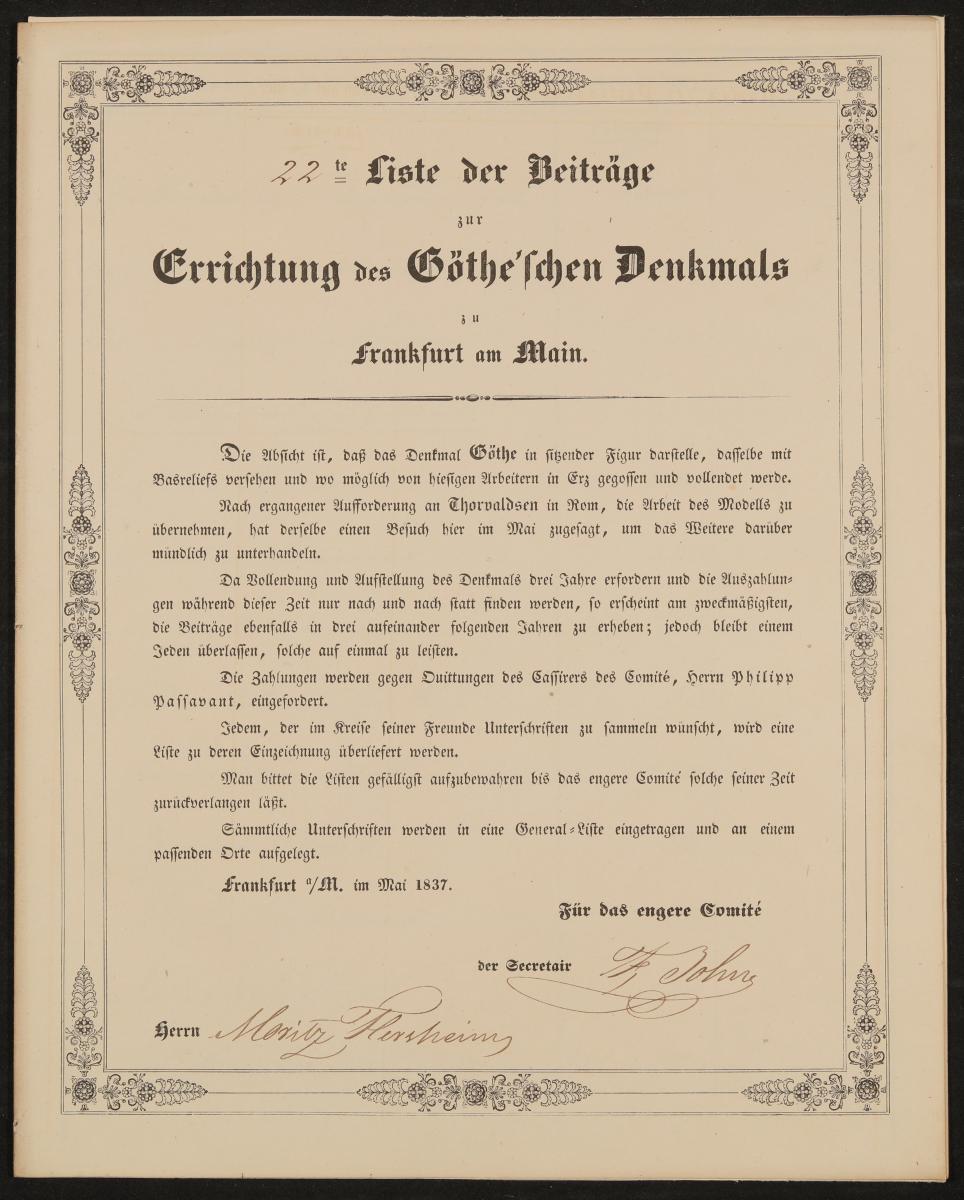 22te Liste der Beiträge
zur
Errichtung des Göthe'schen Denkmals
zu
Frankfurt am Main.
Die Absicht ist, daß das Denkmal Göthe in sitzender Figur darstelle, dasselbe mit
Basreliefs versehen und wo möglich von hiesigen Arbeitern in Erz gegossen und vollendet werde.
Nach ergangener Aufforderung an Thorvaldsen in Rom, die Arbeit des Modells zu
übernehmen, hat derselbe einen Besuch hier im Mai zugesagt, um das Weitere darüber
mündlich zu unterhandeln.
Da Vollendung und Aufstellung des Denkmals drei Jahre erfordern und die Auszahlun-
gen während dieser Zeit nur nach und nach statt finden werden, so erscheint am zweckmäßigsten,
die Beiträge ebenfalls in drei aufeinander folgenden Jahren zu erheben; jedoch bleibt einem
Jeden überlassen, solche auf einmal zu leisten.
Die Zahlungen werden gegen Quittungen des Cassirers des Comité, Herrn Philipp
Passavant, eingefordert.
Jedem, der im Kreise seiner Freunde Unterschriften zu sammeln wünscht, wird eine
Liste zu deren Einzeichnung überliefert werden.
Man bittet die Listen gefälligst aufzubewahren bis das engere Comité solche seiner Zeit
zurückverlangen läßt.
Sämmtliche Unterschriften werden in eine General-Liste eingetragen und an einem
passenden Orte aufgelegt.
Frankfurt a/M. im Mai 1837.
Für das engere Comité
der Secretair
Herrn Moritz